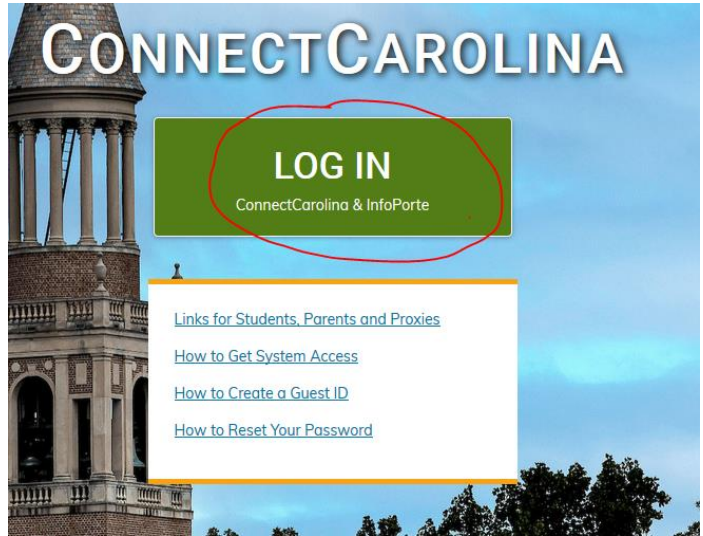 CONNECTCAROLINA
LOG IN
ConnectCarolina & InfoPorte
Links for Students, Parents and Proxies
How to Get System Access
How to Create a Guest ID
How to Reset Your Password